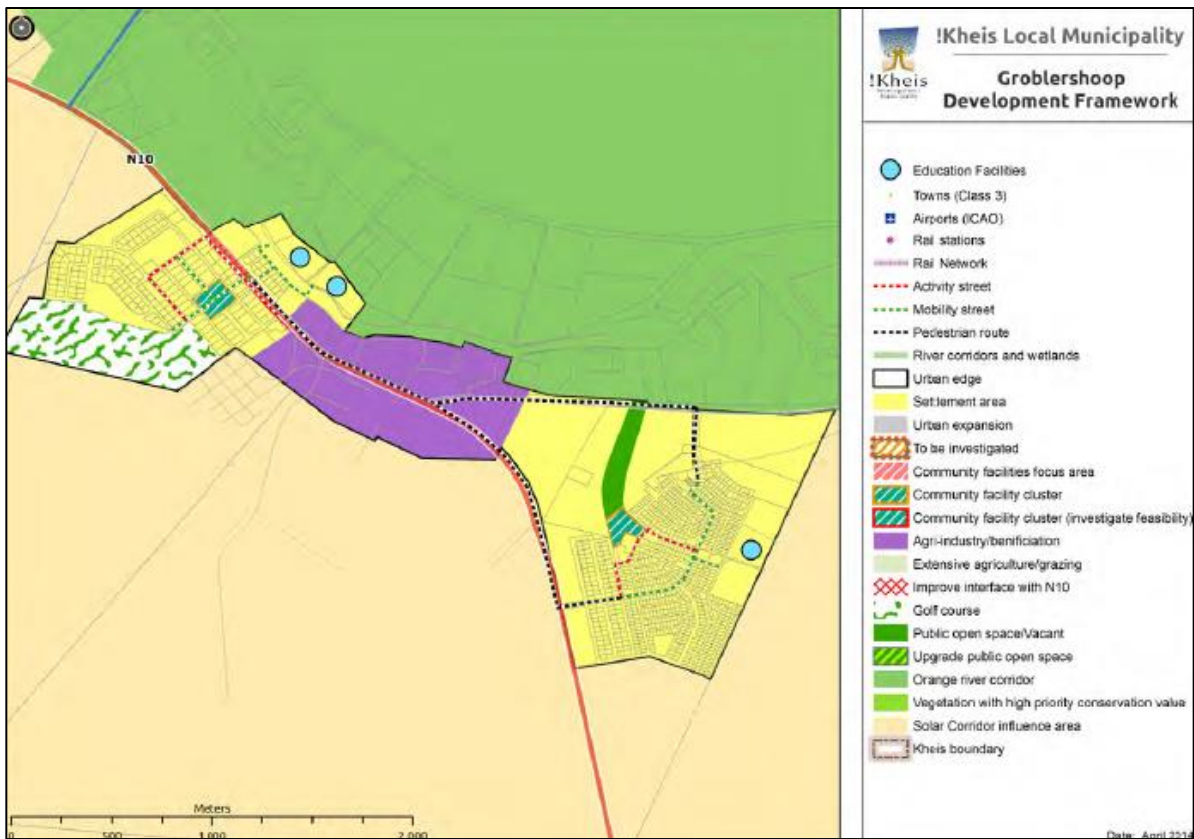 N10
Meters
0 500 1,000 2,000
!Kheis
!Kheis Local Municipality
Groblershoop
Development Framework
Education Facilities
Towns (Class 3)
Airports (ICAO)
Rail stations
Rail Network
Activity street
Mobility street
Pedestrian route
River corridors and wetlands
Urban edge
Settlement area
Urban expansion
To be investigated
Community facilities focus area
Community facility cluster
Community facility cluster (investigate feasibility)
Agri-industry/benificiation
Extensive agriculture/grazing
Improve interface with N10
Golf course
Public open space/Vacant
Upgrade public open space
Orange river corridor
Vegetation with high priority conservation value
Solar Corridor influence area
Kheis boundary
Date: April